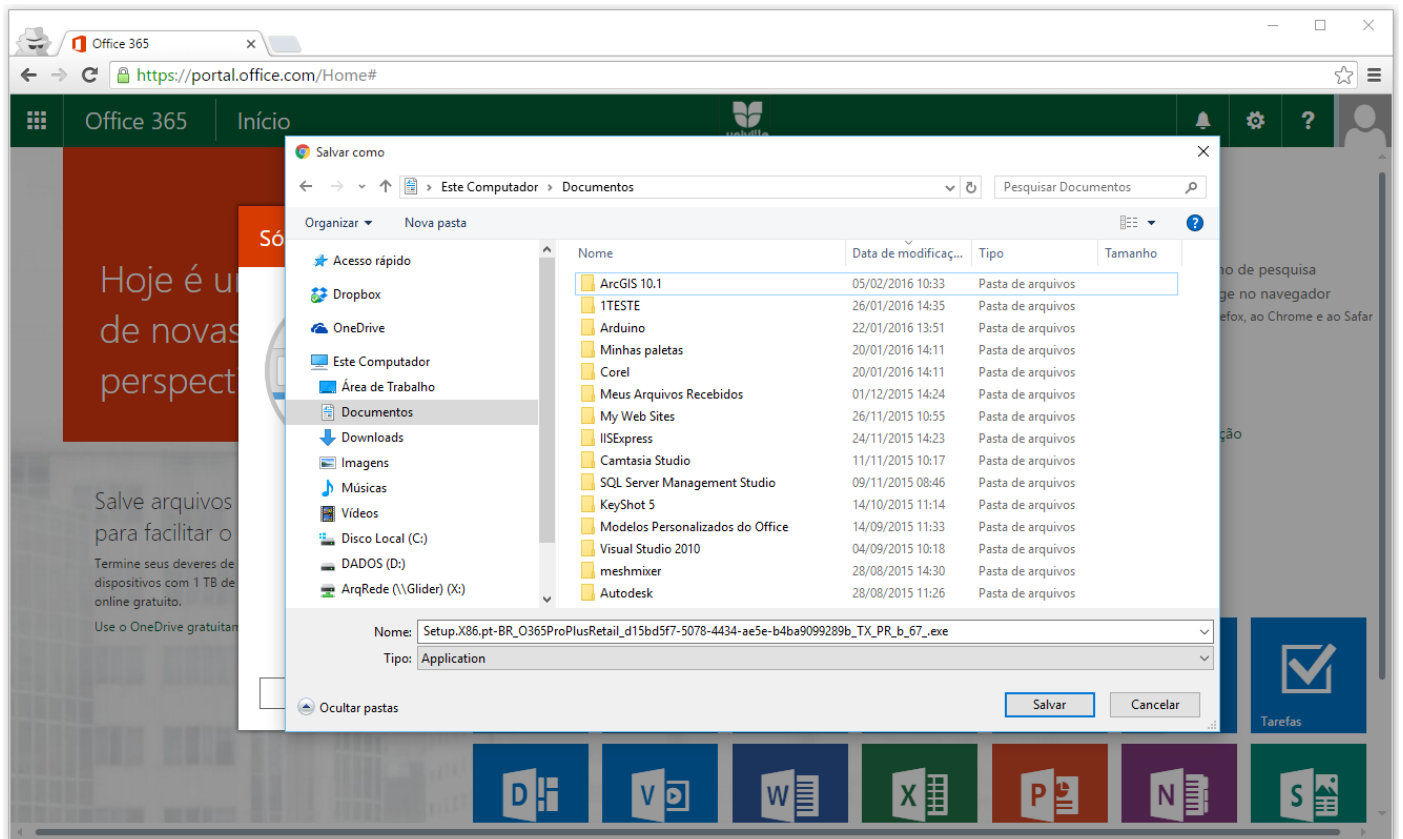 Office 365
https://portal.office.com/Home#
Office 365
Início
?
Salvar como
Este Computador > Documentos
Pesquisar Documentos
Organizar
Nova pasta
?
Só
Acesso rápido
Dropbox
OneDrive
Este Computador
Área de Trabalho
Documentos
Downloads
Imagens
Músicas
Vídeos
Disco Local (C:)
DADOS (D:)
ArqRede (\\Glider) (X:)
Nome Data de modificaç... Tipo Tamanho
ArcGIS 10.1 05/02/2016 10:33 Pasta de arquivos
1TESTE 26/01/2016 14:35 Pasta de arquivos
Arduino 22/01/2016 13:51 Pasta de arquivos
Minhas paletas 20/01/2016 14:11 Pasta de arquivos
Corel 20/01/2016 14:11 Pasta de arquivos
Meus Arquivos Recebidos 01/12/2015 14:24 Pasta de arquivos
My Web Sites 26/11/2015 10:55 Pasta de arquivos
IISExpress 24/11/2015 14:23 Pasta de arquivos
Camtasia Studio 11/11/2015 10:17 Pasta de arquivos
SQL Server Management Studio 09/11/2015 08:46 Pasta de arquivos
KeyShot 5 14/10/2015 11:14 Pasta de arquivos
Modelos Personalizados do Office 14/09/2015 11:33 Pasta de arquivos
Visual Studio 2010 04/09/2015 10:18 Pasta de arquivos
meshmixer 28/08/2015 14:30 Pasta de arquivos
Autodesk 28/08/2015 11:26 Pasta de arquivos
Nome: Setup.X86.pt-BR_O365ProPlusRetail_d15bd5f7-5078-4434-ae5e-b4ba9099289b_TX_PR_b_67_.exe
Tipo: Application
Ocultar pastas
Salvar
Cancelar
Hoje é u
de novas
perspect
Salve arquivos
para facilitar o
Termine seus deveres de
dispositivos com 1 TB de
online gratuito.
Use o OneDrive gratuitan
no de pesquisa
ge no navegador
efox, ao Chrome e ao Safar
ção
Tarefas
D
V
W
X
P
N
S